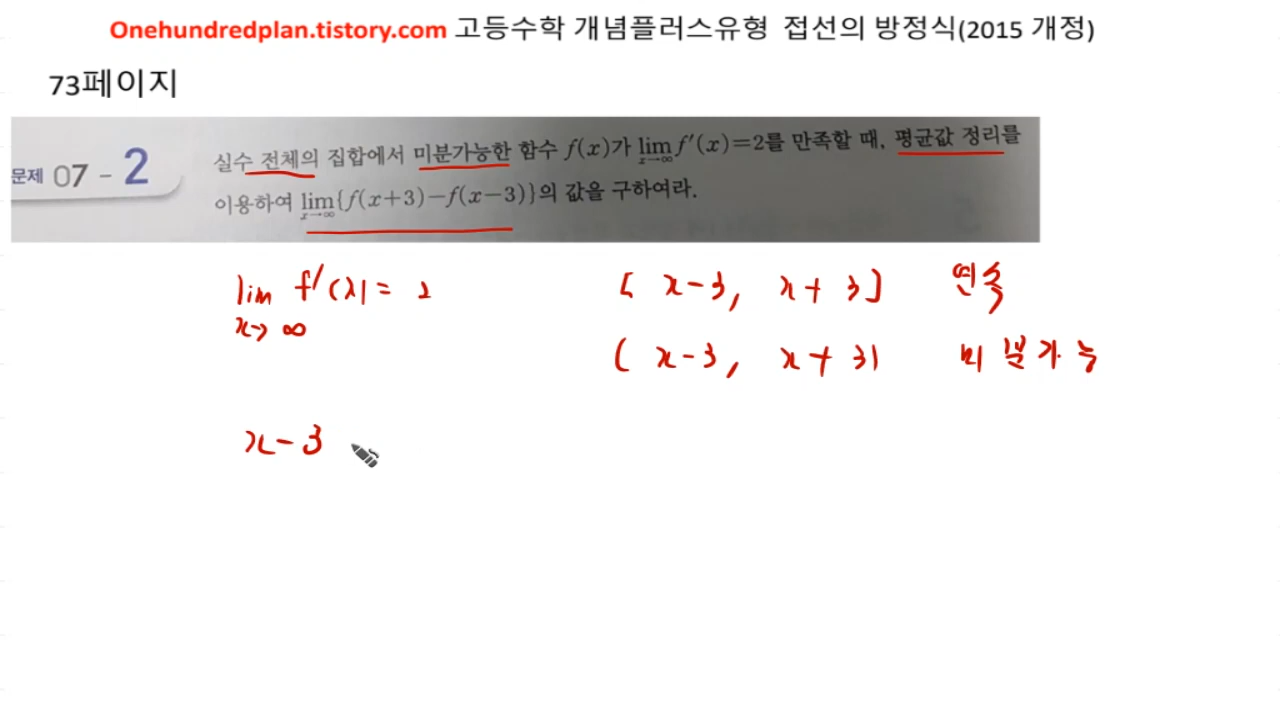 Onehundredplan.tistory.com 고등수학 개념플러스유형 접선의 방정식(2015 개정)
73페이지
문제 07-2 실수 전체의 집합에서 미분가능한 함수 f(x)가 lim x→∞ f′(x)=2를 만족할 때, 평균값 정리를
이용하여 lim x→∞ {f(x+3)-f(x-3)}의 값을 구하여라.
lim x→∞ f′(x)= 2
[ x-3, x+3] 연속
( x-3, x+3) 미분가능
x-3